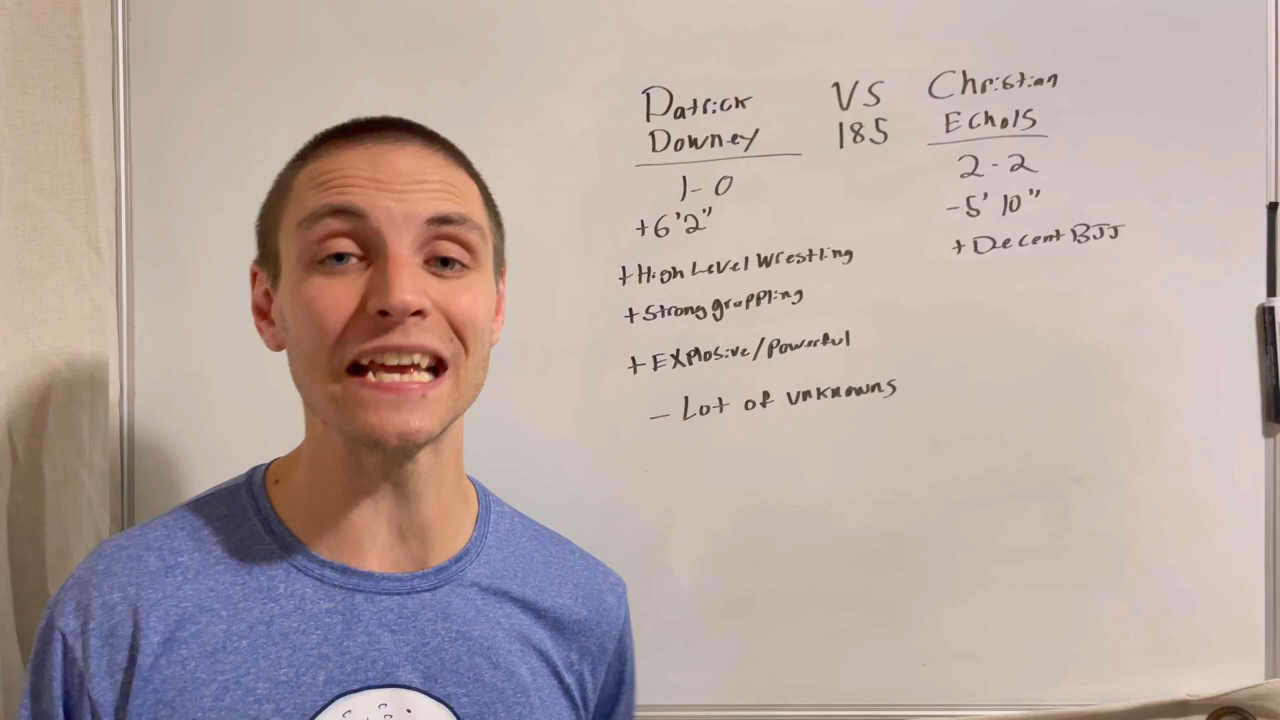 Patrick VS Christian
Downey 185 Echols
1-0 2-2
+6'2" -5'10"
+High Level Wrestling +Decent BJJ
+Strong grappling
+Explosive/Powerful
- Lot of unknowns